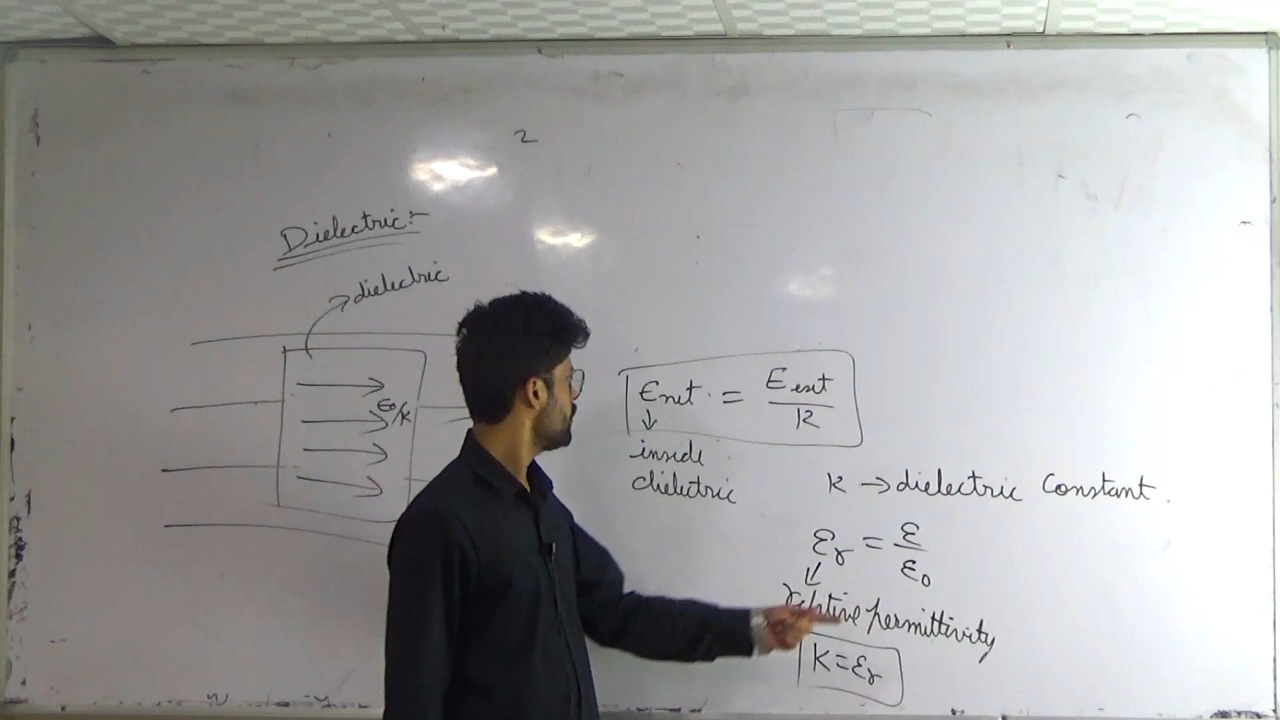 2
Dielectric:-
dielectric
E0/K
Enet = Eext/K
↓
inside
dielectric
K → dielectric Constant.
εr = ε/ε0
↓
relative permittivity
K = εr